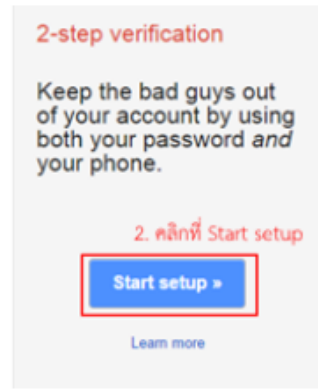 2-step verification
Keep the bad guys out
of your account by using
both your password and
your phone.
2. คลิกที่ Start setup
Start setup »
Learn more